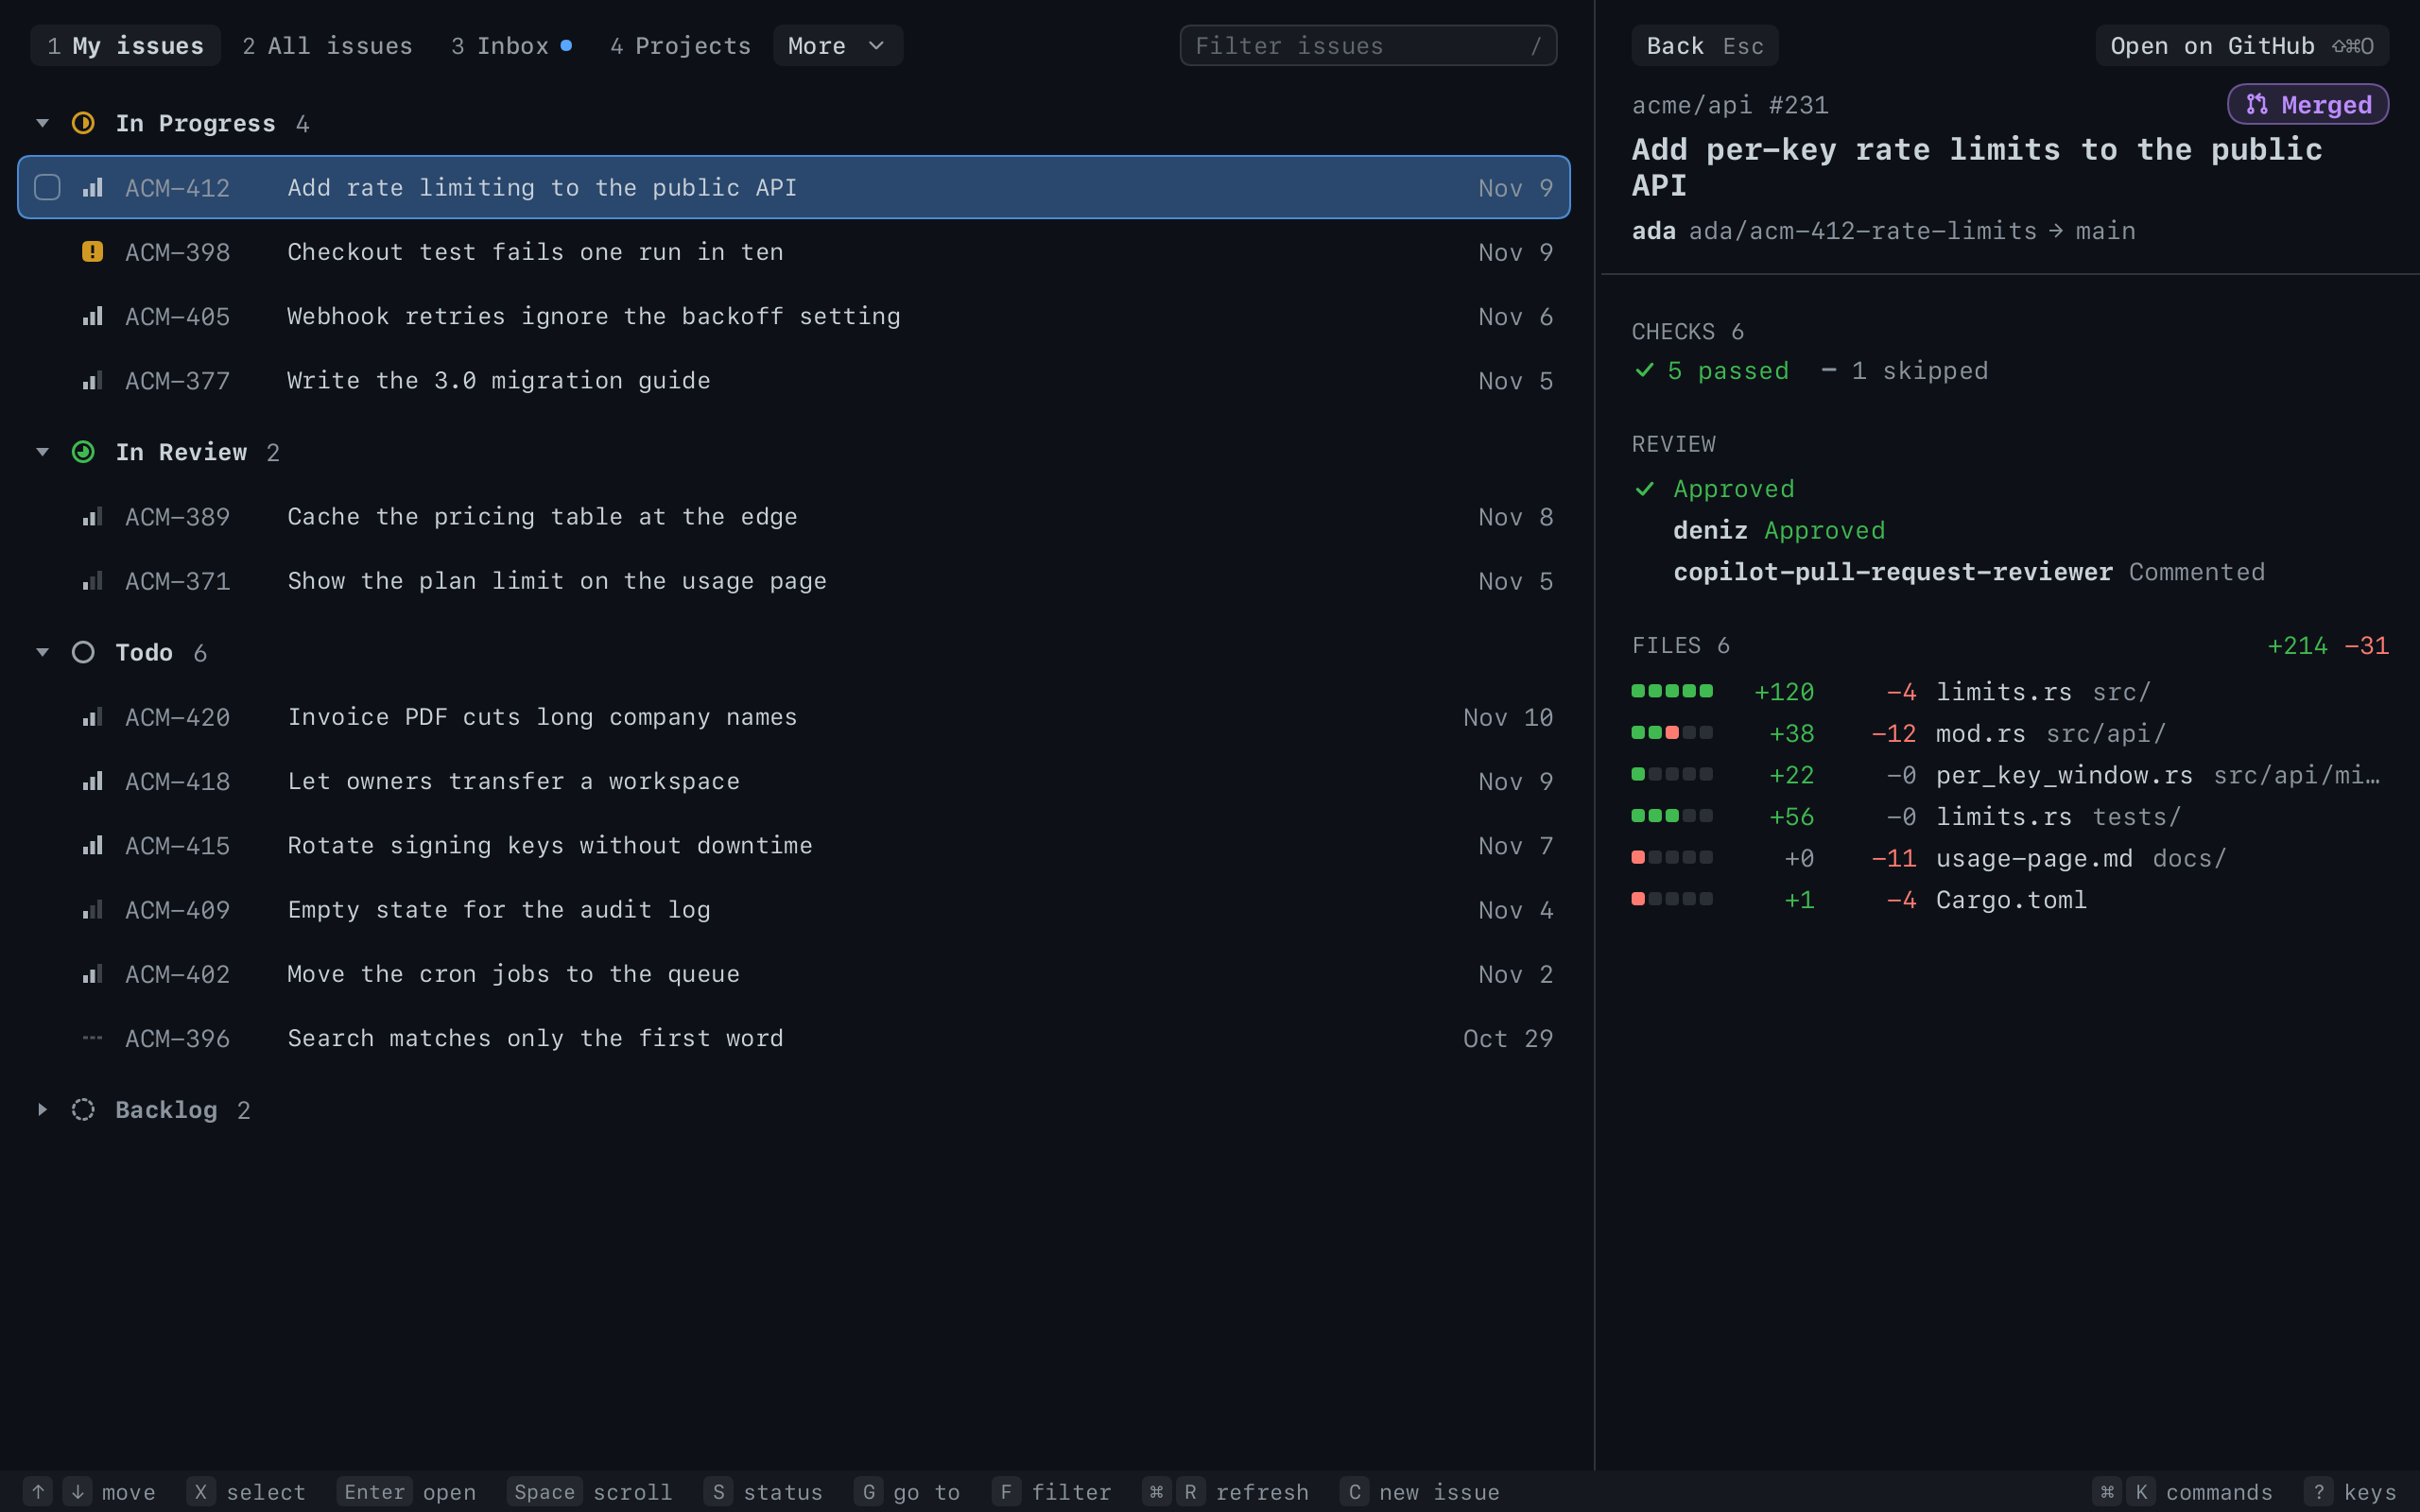 1 My issues 2 All issues 3 Inbox 4 Projects More Filter issues /
In Progress 4
ACM-412 Add rate limiting to the public API Nov 9
ACM-398 Checkout test fails one run in ten Nov 9
ACM-405 Webhook retries ignore the backoff setting Nov 6
ACM-377 Write the 3.0 migration guide Nov 5
In Review 2
ACM-389 Cache the pricing table at the edge Nov 8
ACM-371 Show the plan limit on the usage page Nov 5
Todo 6
ACM-420 Invoice PDF cuts long company names Nov 10
ACM-418 Let owners transfer a workspace Nov 9
ACM-415 Rotate signing keys without downtime Nov 7
ACM-409 Empty state for the audit log Nov 4
ACM-402 Move the cron jobs to the queue Nov 2
ACM-396 Search matches only the first word Oct 29
Backlog 2
Back Esc Open on GitHub ⇧⌘O
acme/api #231 Merged
Add per-key rate limits to the public
API
ada ada/acm-412-rate-limits → main
CHECKS 6
✓ 5 passed − 1 skipped
REVIEW
✓ Approved
deniz Approved
copilot-pull-request-reviewer Commented
FILES 6 +214 −31
+120 −4 limits.rs src/
+38 −12 mod.rs src/api/
+22 −0 per_key_window.rs src/api/mi…
+56 −0 limits.rs tests/
+0 −11 usage-page.md docs/
+1 −4 Cargo.toml
↑ ↓ move X select Enter open Space scroll S status G go to F filter ⌘ R refresh C new issue ⌘ K commands ? keys